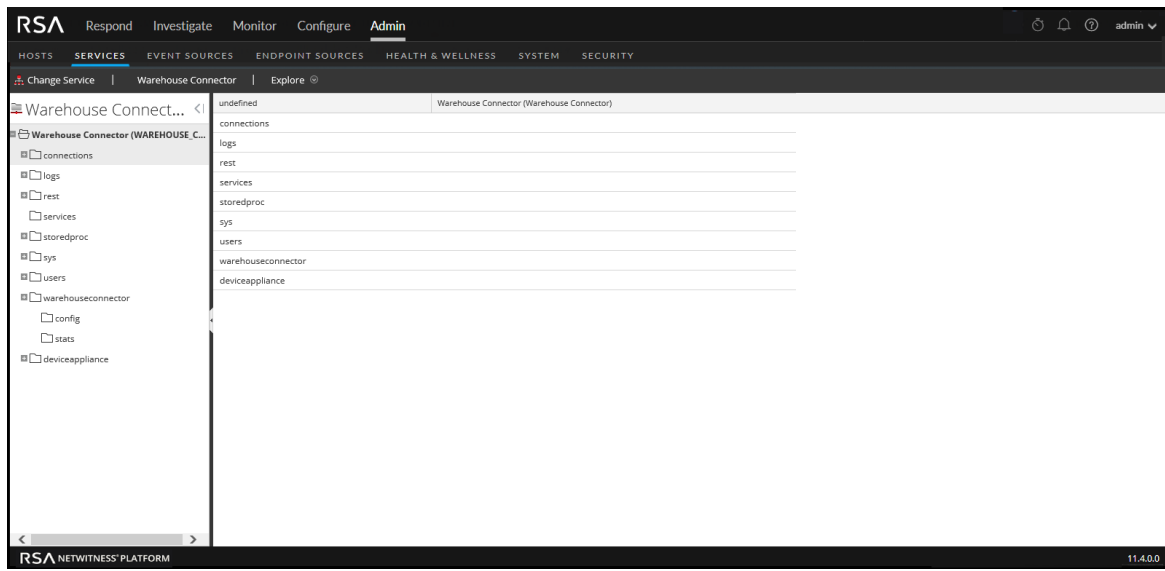 RSA Respond Investigate Monitor Configure Admin admin
HOSTS SERVICES EVENT SOURCES ENDPOINT SOURCES HEALTH & WELLNESS SYSTEM SECURITY
Change Service | Warehouse Connector | Explore
Warehouse Connect...
Warehouse Connector (WAREHOUSE_C...
connections
logs
rest
services
storedproc
sys
users
warehouseconnector
config
stats
deviceappliance
undefined Warehouse Connector (Warehouse Connector)
connections
logs
rest
services
storedproc
sys
users
warehouseconnector
deviceappliance
RSA NETWITNESS® PLATFORM 11.4.0.0